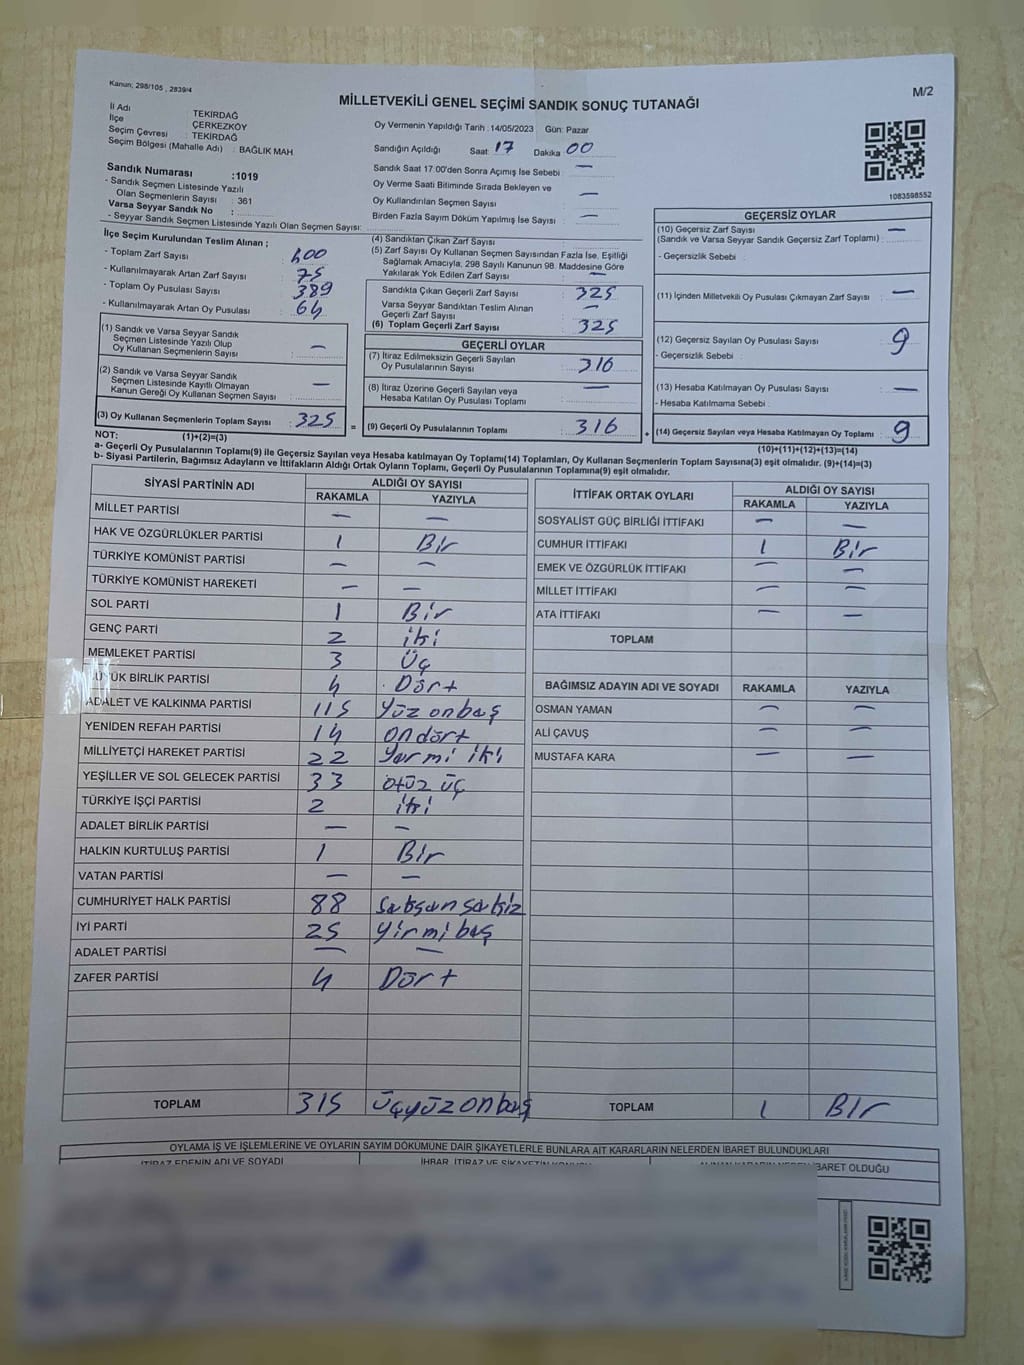 Kanun; 298/105 , 2839/4
M/2
MİLLETVEKİLİ GENEL SEÇİMİ SANDIK SONUÇ TUTANAĞI
İl Adı : TEKİRDAĞ
İlçe : ÇERKEZKÖY
Seçim Çevresi : TEKİRDAĞ
Seçim Bölgesi (Mahalle Adı) : BAĞLIK MAH.
Oy Vermenin Yapıldığı Tarih : 14/05/2023 Gün: Pazar
Sandığın Açıldığı Saat: 17 Dakika: 00
Sandık Saat 17:00'den Sonra Açımış İse Sebebi : —
Oy Verme Saati Bitiminde Sırada Bekleyen ve
Oy Kullandırılan Seçmen Sayısı : —
Birden Fazla Sayım Döküm Yapılmış İse Sayısı : —
1083598552
Sandık Numarası :1019
- Sandık Seçmen Listesinde Yazılı
Olan Seçmenlerin Sayısı : 361
Varsa Seyyar Sandık No :
- Seyyar Sandık Seçmen Listesinde Yazılı Olan Seçmen Sayısı:
İlçe Seçim Kurulundan Teslim Alınan ;
- Toplam Zarf Sayısı : 400
- Kullanılmayarak Artan Zarf Sayısı : 75
- Toplam Oy Pusulası Sayısı : 389
- Kullanılmayarak Artan Oy Pusulası : 64
(1) Sandık ve Varsa Seyyar Sandık
Seçmen Listesinde Yazılı Olup
Oy Kullanan Seçmenlerin Sayısı : —
(2) Sandık ve Varsa Seyyar Sandık
Seçmen Listesinde Kayıtlı Olmayan
Kanun Gereği Oy Kullanan Seçmen Sayısı : —
(3) Oy Kullanan Seçmenlerin Toplam Sayısı : 325
(1)+(2)=(3)
(4) Sandıktan Çıkan Zarf Sayısı :
(5) Zarf Sayısı Oy Kullanan Seçmen Sayısından Fazla İse, Eşitliği
Sağlamak Amacıyla, 298 Sayılı Kanunun 98. Maddesine Göre
Yakılarak Yok Edilen Zarf Sayısı : —
Sandıkta Çıkan Geçerli Zarf Sayısı : 325
Varsa Seyyar Sandıktan Teslim Alınan
Geçerli Zarf Sayısı : —
(6) Toplam Geçerli Zarf Sayısı : 325
GEÇERLİ OYLAR
(7) İtiraz Edilmeksizin Geçerli Sayılan
Oy Pusulalarının Sayısı : 316
(8) İtiraz Üzerine Geçerli Sayılan veya
Hesaba Katılan Oy Pusulası Toplamı : —
= (9) Geçerli Oy Pusulalarının Toplamı : 316
GEÇERSİZ OYLAR
(10) Geçersiz Zarf Sayısı : —
(Sandık ve Varsa Seyyar Sandık Geçersiz Zarf Toplamı)
- Geçersizlik Sebebi :
(11) İçinden Milletvekili Oy Pusulası Çıkmayan Zarf Sayısı : —
(12) Geçersiz Sayılan Oy Pusulası Sayısı : 9
- Geçersizlik Sebebi :
(13) Hesaba Katılmayan Oy Pusulası Sayısı : —
- Hesaba Katılmama Sebebi :
+ (14) Geçersiz Sayılan veya Hesaba Katılmayan Oy Toplamı : 9
(10)+(11)+(12)+(13)=(14)
NOT:
a- Geçerli Oy Pusulalarının Toplamı(9) ile Geçersiz Sayılan veya Hesaba katılmayan Oy Toplamı(14) Toplamları, Oy Kullanan Seçmenlerin Toplam Sayısına(3) eşit olmalıdır. (9)+(14)=(3)
b- Siyasi Partilerin, Bağımsız Adayların ve İttifakların Aldığı Ortak Oyların Toplamı, Geçerli Oy Pusulalarının Toplamına(9) eşit olmalıdır.
SİYASİ PARTİNİN ADI ALDIĞI OY SAYISI
RAKAMLA YAZIYLA
MİLLET PARTİSİ — —
HAK VE ÖZGÜRLÜKLER PARTİSİ 1 Bir
TÜRKİYE KOMÜNİST PARTİSİ — —
TÜRKİYE KOMÜNİST HAREKETİ — —
SOL PARTİ 1 Bir
GENÇ PARTİ 2 iki
MEMLEKET PARTİSİ 3 Üç
BÜYÜK BİRLİK PARTİSİ 4 Dört
ADALET VE KALKINMA PARTİSİ 115 Yüz onbeş
YENİDEN REFAH PARTİSİ 14 ondört
MİLLİYETÇİ HAREKET PARTİSİ 22 Yirmi iki
YEŞİLLER VE SOL GELECEK PARTİSİ 33 otüz üç
TÜRKİYE İŞÇİ PARTİSİ 2 iki
ADALET BİRLİK PARTİSİ — —
HALKIN KURTULUŞ PARTİSİ 1 Bir
VATAN PARTİSİ — —
CUMHURİYET HALK PARTİSİ 88 Seksen sekiz
İYİ PARTİ 25 Yirmi beş
ADALET PARTİSİ — —
ZAFER PARTİSİ 4 Dört
TOPLAM 315 üçyüz onbeş
İTTİFAK ORTAK OYLARI ALDIĞI OY SAYISI
RAKAMLA YAZIYLA
SOSYALİST GÜÇ BİRLİĞİ İTTİFAKI — —
CUMHUR İTTİFAKI 1 Bir
EMEK VE ÖZGÜRLÜK İTTİFAKI — —
MİLLET İTTİFAKI — —
ATA İTTİFAKI — —
TOPLAM
BAĞIMSIZ ADAYIN ADI VE SOYADI RAKAMLA YAZIYLA
OSMAN YAMAN — —
ALİ ÇAVUŞ — —
MUSTAFA KARA — —
TOPLAM 1 Bir
OYLAMA İŞ VE İŞLEMLERİNE VE OYLARIN SAYIM DÖKÜMÜNE DAİR ŞİKAYETLERLE BUNLARA AİT KARARLARIN NELERDEN İBARET BULUNDUKLARI
İTİRAZ EDENİN ADI VE SOYADI İHBAR, İTİRAZ VE ŞİKAYETİN KONUSU ALINAN KARARIN NEDEN İBARET OLDUĞU